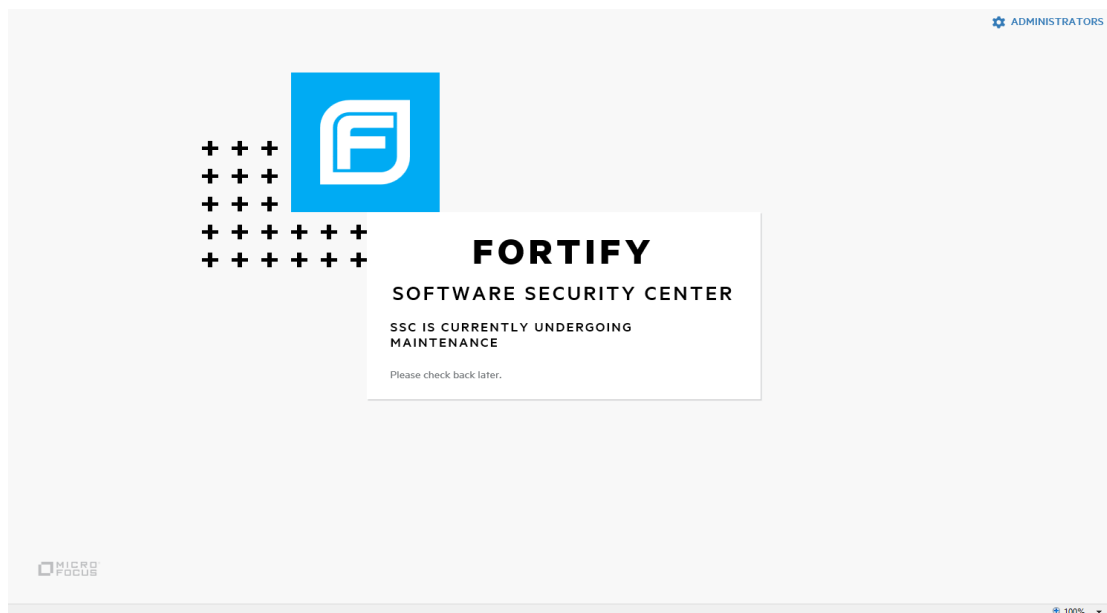 ADMINISTRATORS
FORTIFY
SOFTWARE SECURITY CENTER
SSC IS CURRENTLY UNDERGOING
MAINTENANCE
Please check back later.
MICRO
FOCUS
100%